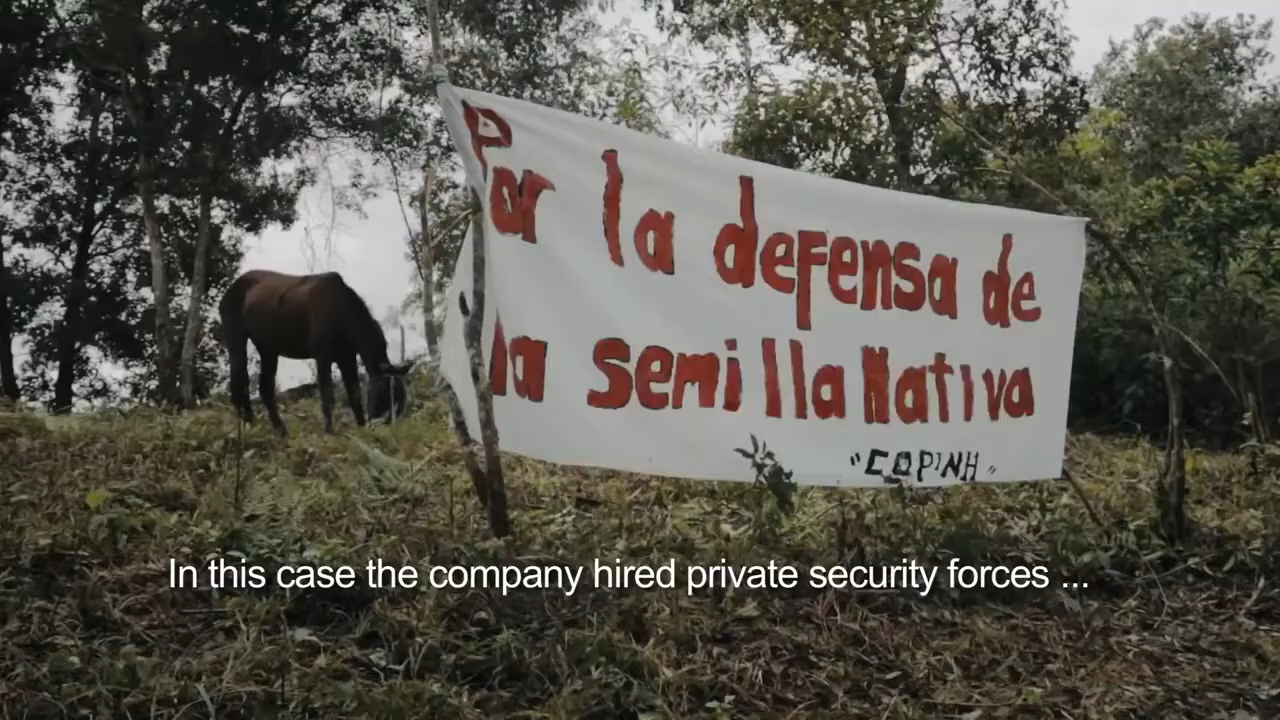 Por la defensa de
la semilla Nativa
"COPINH"
In this case the company hired private security forces ...